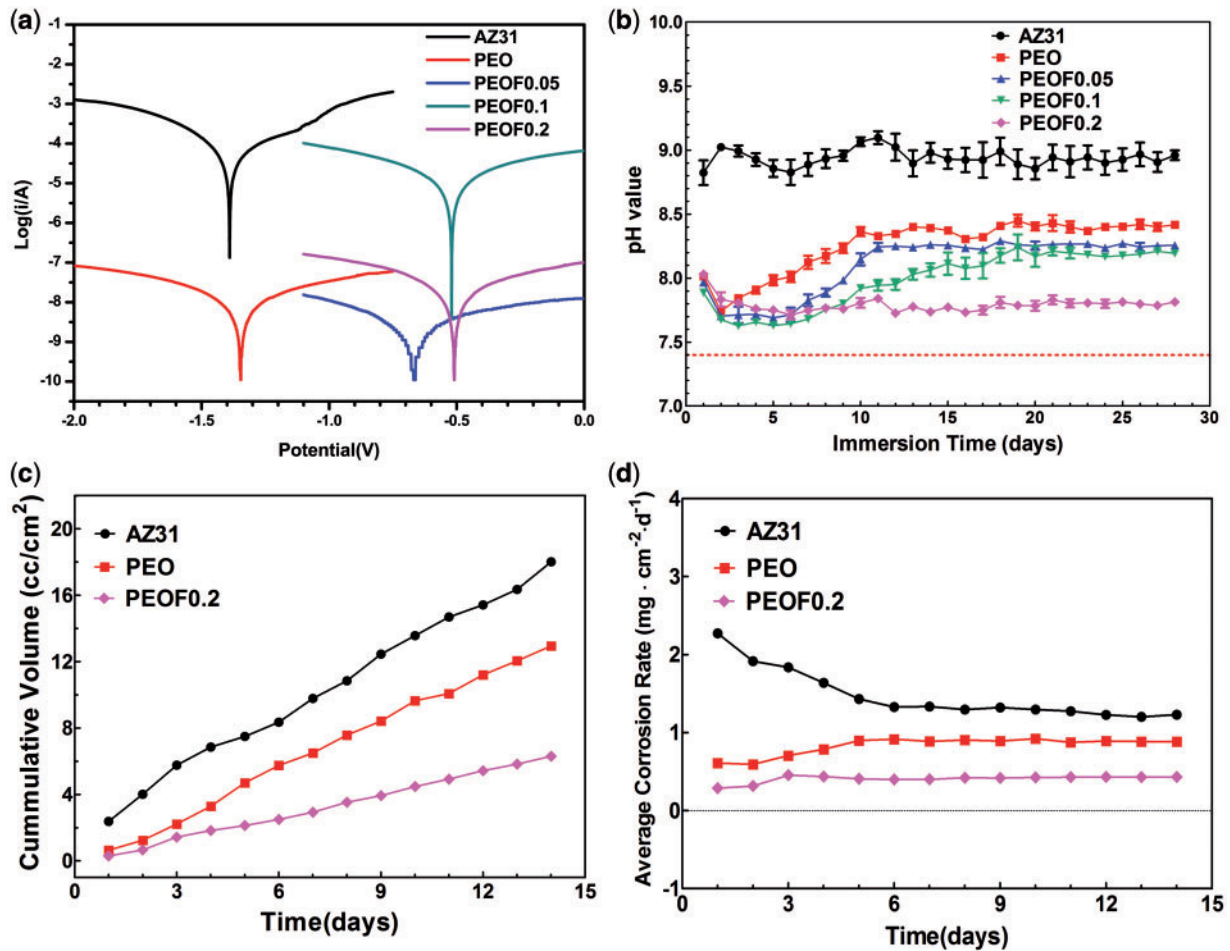 (a)
-1
-2
-3
-4
-5
-6
-7
-8
-9
-10
Log(i/A)
-2.0
-1.5
-1.0
-0.5
0.0
Potential(V)
AZ31
PEO
PEOF0.05
PEOF0.1
PEOF0.2
(b)
10.0
9.5
9.0
8.5
8.0
7.5
7.0
pH value
0
5
10
15
20
25
30
Immersion Time (days)
AZ31
PEO
PEOF0.05
PEOF0.1
PEOF0.2
(c)
20
16
12
8
4
0
Cummulative Volume (cc/cm²)
0
3
6
9
12
15
Time(days)
AZ31
PEO
PEOF0.2
(d)
4
3
2
1
0
-1
Average Corrosion Rate (mg · cm⁻²·d⁻¹)
0
3
6
9
12
15
Time(days)
AZ31
PEO
PEOF0.2